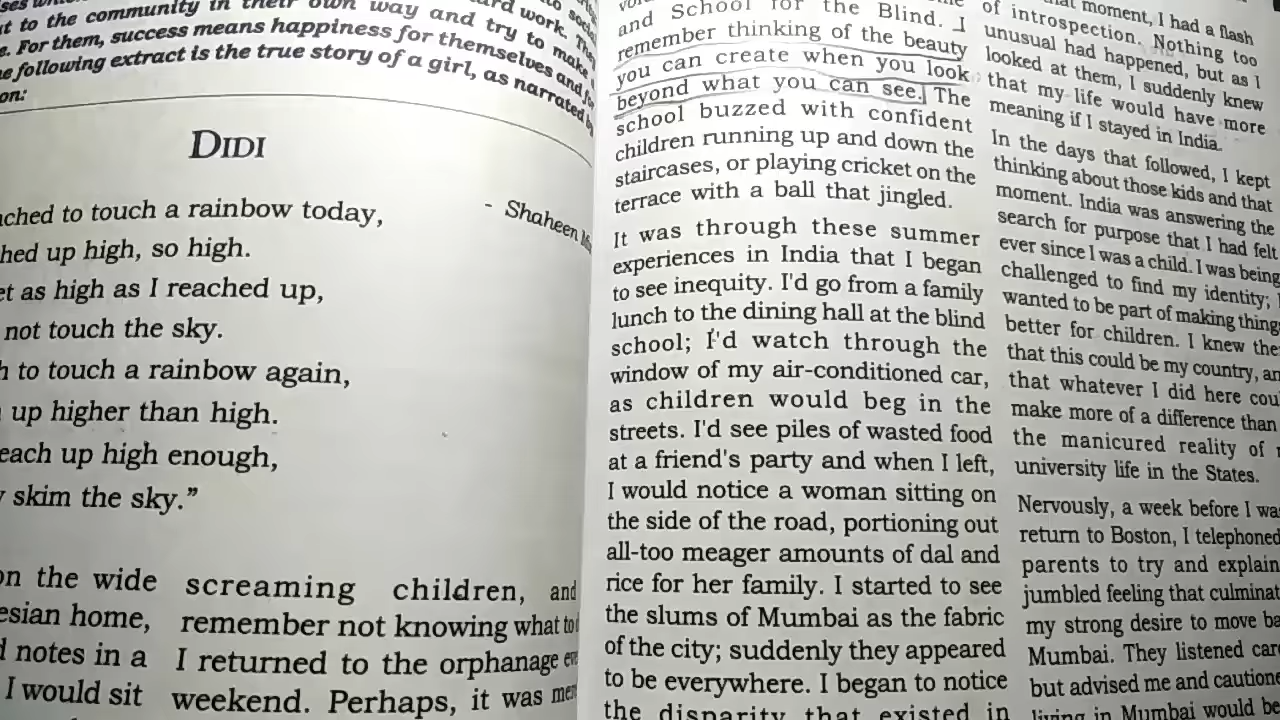 to the community in their own way and try to make
For them, success means happiness for themselves and for
following extract is the true story of a girl, as narrated by
hard work. They
DIDI
- Shaheen
to touch a rainbow today,
up high, so high.
as high as I reached up,
not touch the sky.
to touch a rainbow again,
up higher than high.
up high enough,
skim the sky.”
on the wide
home,
notes in a
I would sit
screaming children, and
remember not knowing what to
I returned to the orphanage
weekend. Perhaps, it was
and School for the Blind. I
remember thinking of the beauty
you can create when you look
beyond what you can see. The
school buzzed with confident
children running up and down the
staircases, or playing cricket on the
terrace with a ball that jingled.
It was through these summer
experiences in India that I began
to see inequity. I'd go from a family
lunch to the dining hall at the blind
school; I'd watch through the
window of my air-conditioned car,
as children would beg in the
streets. I'd see piles of wasted food
at a friend's party and when I left,
I would notice a woman sitting on
the side of the road, portioning out
all-too meager amounts of dal and
rice for her family. I started to see
the slums of Mumbai as the fabric
of the city; suddenly they appeared
to be everywhere. I began to notice
the disparity that existed in
moment, I had a flash
of introspection. Nothing too
unusual had happened, but as I
looked at them, I suddenly knew
that my life would have more
meaning if I stayed in India.
In the days that followed, I kept
thinking about those kids and that
moment. India was answering the
search for purpose that I had felt
ever since I was a child. I was being
challenged to find my identity; I
wanted to be part of making things
better for children. I knew then
that this could be my country,
that whatever I did here
make more of a difference than
the manicured reality of
university life in the States.
Nervously, a week before I
return to Boston, I telephoned
parents to try and explain
jumbled feeling that
my strong desire to move
Mumbai. They listened
but advised me and
living in Mumbai would be